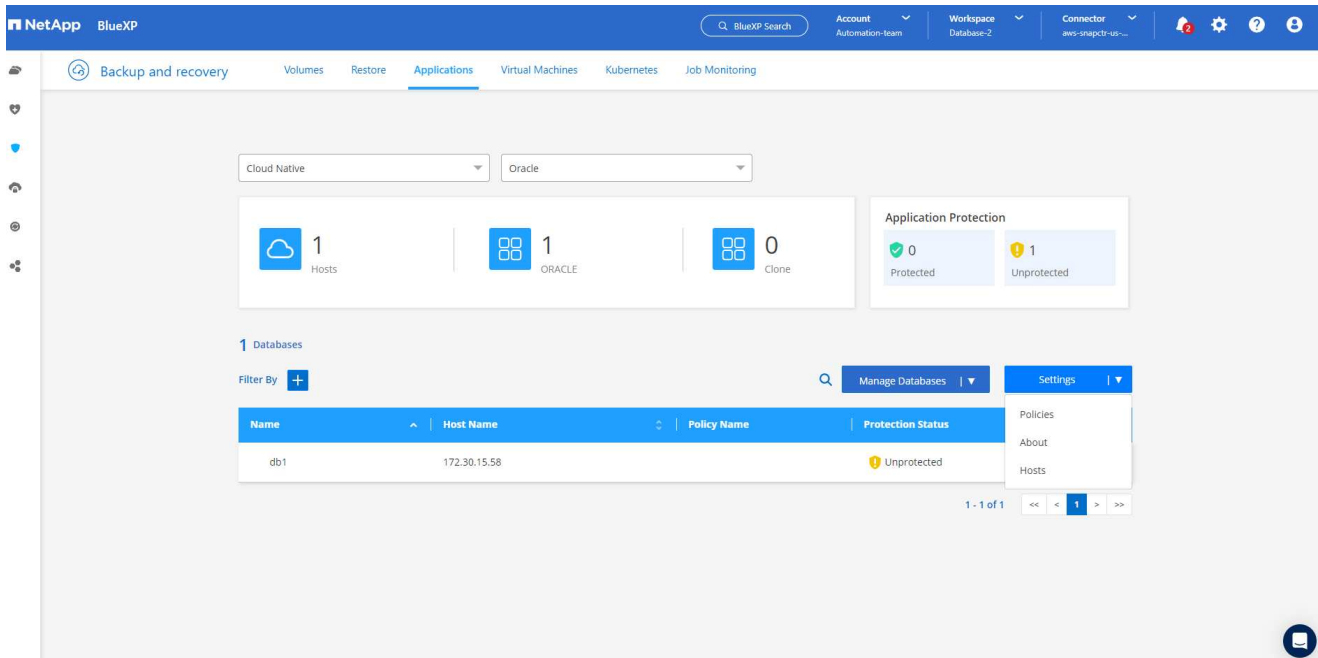 NetApp BlueXP BlueXP Search Account Automation-team Workspace Database-2 Connector aws-snapctr-us-... 2
Backup and recovery Volumes Restore Applications Virtual Machines Kubernetes Job Monitoring
Cloud Native Oracle
1 Hosts 1 ORACLE 0 Clone
Application Protection
0 Protected 1 Unprotected
1 Databases
Filter By + Manage Databases | ▼ Settings | ▼
Policies
About
Hosts
Name Host Name Policy Name Protection Status
db1 172.30.15.58 Unprotected
1 - 1 of 1 << < 1 > >>